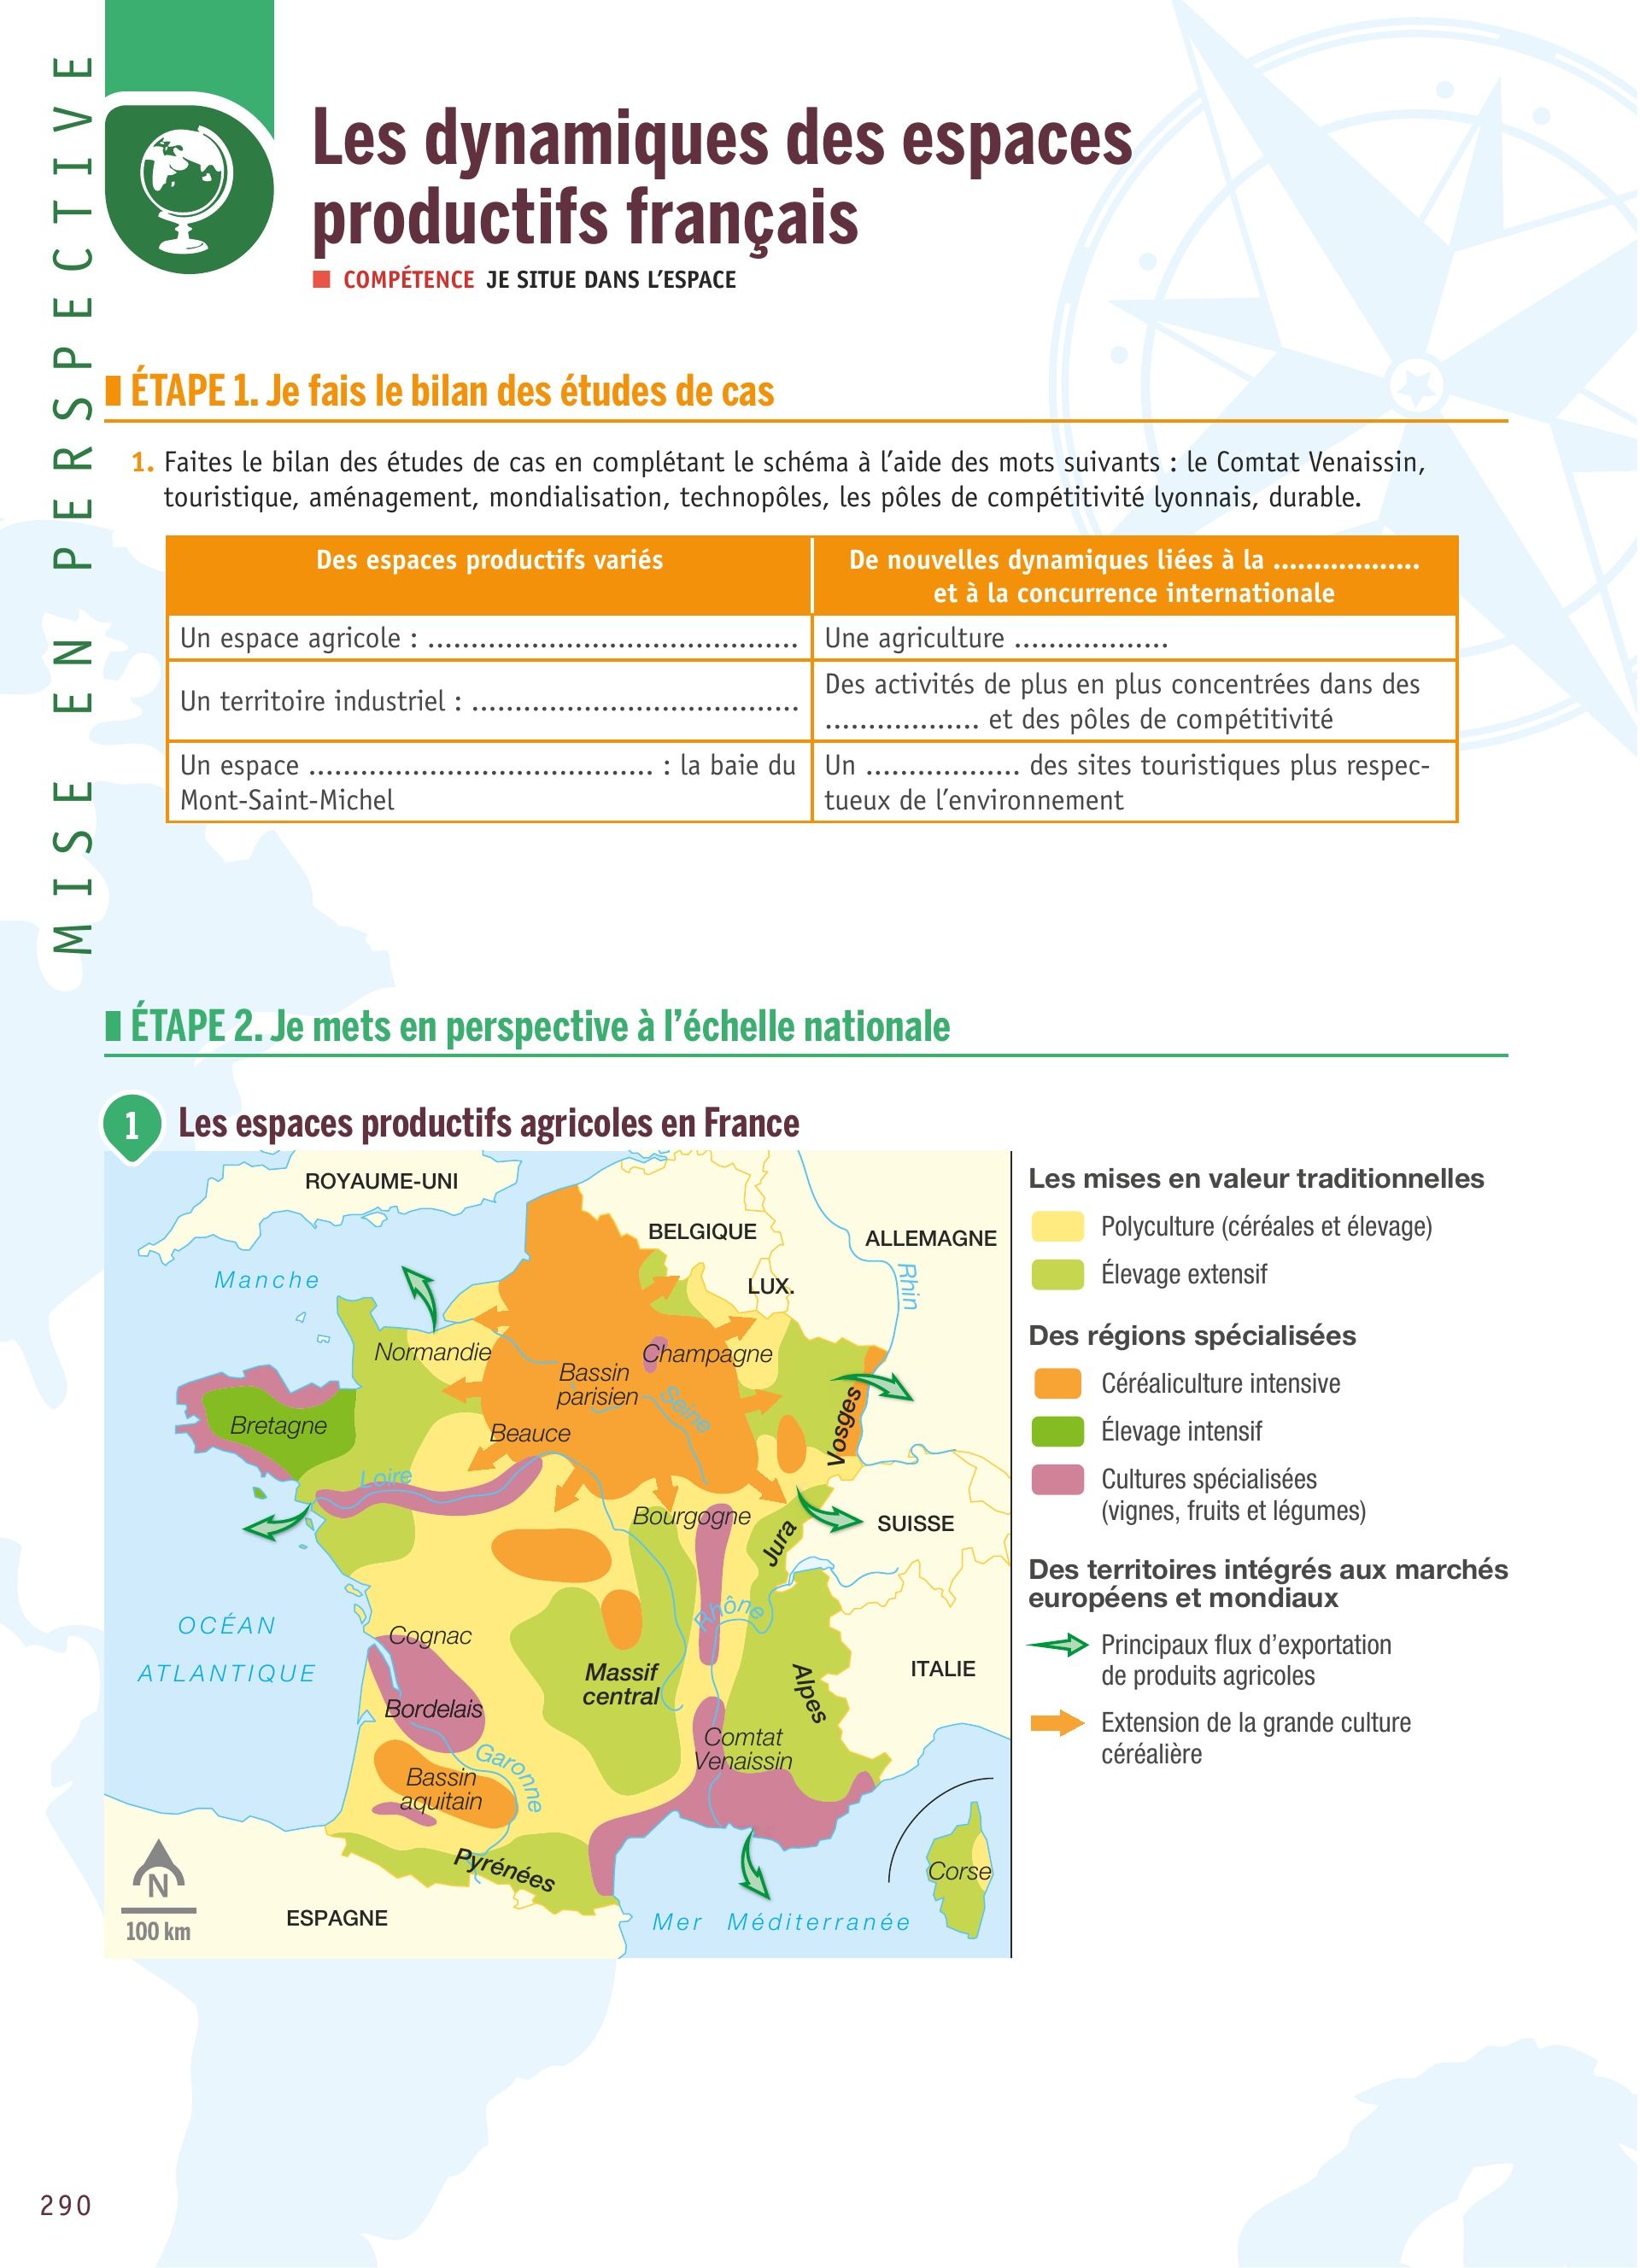 MISE EN PERSPECTIVE
Les dynamiques des espaces
productifs français
COMPÉTENCE JE SITUE DANS L’ESPACE
ÉTAPE 1. Je fais le bilan des études de cas
1. Faites le bilan des études de cas en complétant le schéma à l’aide des mots suivants : le Comtat Venaissin,
touristique, aménagement, mondialisation, technopôles, les pôles de compétitivité lyonnais, durable.
Des espaces productifs variés
De nouvelles dynamiques liées à la ..................
et à la concurrence internationale
Un espace agricole : ...........................................
Une agriculture ..................
Un territoire industriel : ......................................
Des activités de plus en plus concentrées dans des
.................. et des pôles de compétitivité
Un espace ........................................ : la baie du
Mont-Saint-Michel
Un .................. des sites touristiques plus respec-
tueux de l’environnement
ÉTAPE 2. Je mets en perspective à l’échelle nationale
1 Les espaces productifs agricoles en France
ROYAUME-UNI
BELGIQUE
ALLEMAGNE
Manche
LUX.
Rhin
Normandie
Champagne
Bassin
parisien
Seine
Vosges
Bretagne
Beauce
Loire
Bourgogne
SUISSE
Jura
OCÉAN
ATLANTIQUE
Cognac
Rhône
Massif
central
Alpes
ITALIE
Bordelais
Comtat
Venaissin
Garonne
Bassin
aquitain
Pyrénées
Corse
N
100 km
ESPAGNE
Mer Méditerranée
Les mises en valeur traditionnelles
Polyculture (céréales et élevage)
Élevage extensif
Des régions spécialisées
Céréaliculture intensive
Élevage intensif
Cultures spécialisées
(vignes, fruits et légumes)
Des territoires intégrés aux marchés
européens et mondiaux
Principaux flux d’exportation
de produits agricoles
Extension de la grande culture
céréalière
290